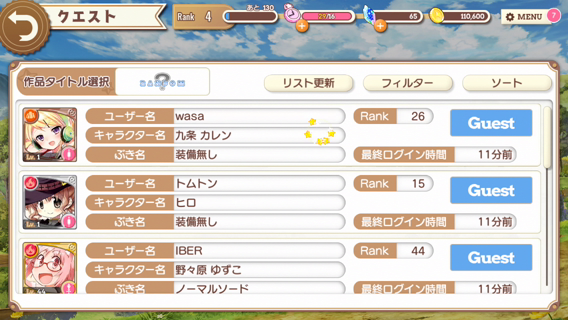 クエスト
Rank 4
あと 130
29/16
65
110,600
MENU
?
作品タイトル選択
RANDOM
リスト更新
フィルター
ソート
ユーザー名 wasa Rank 26
キャラクター名 九条 カレン
Guest
Lv.1 ぶき名 装備無し 最終ログイン時間 11分前
ユーザー名 トムトン Rank 15
キャラクター名 ヒロ
Guest
Lv.1 ぶき名 装備無し 最終ログイン時間 11分前
ユーザー名 IBER Rank 44
キャラクター名 野々原 ゆずこ
Guest
ぶき名 ノーマルソード 最終ログイン時間 11分前